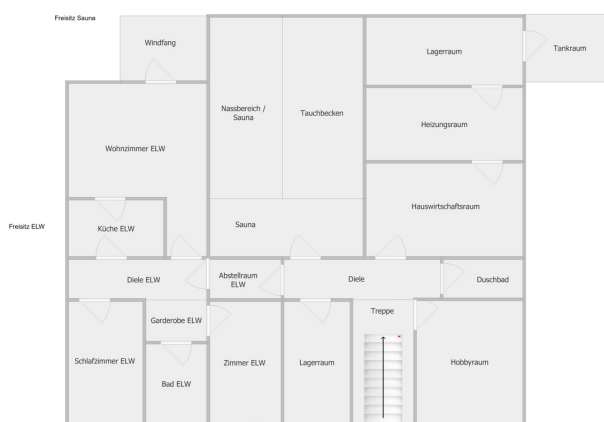 Freisitz Sauna
Windfang
Lagerraum
Tankraum
Nassbereich /
Sauna
Tauchbecken
Heizungsraum
Wohnzimmer ELW
Hauswirtschaftsraum
Freisitz ELW
Küche ELW
Sauna
Diele ELW
Abstellraum
ELW
Diele
Duschbad
Garderobe ELW
Treppe
Schlafzimmer ELW
Bad ELW
Zimmer ELW
Lagerraum
Hobbyraum